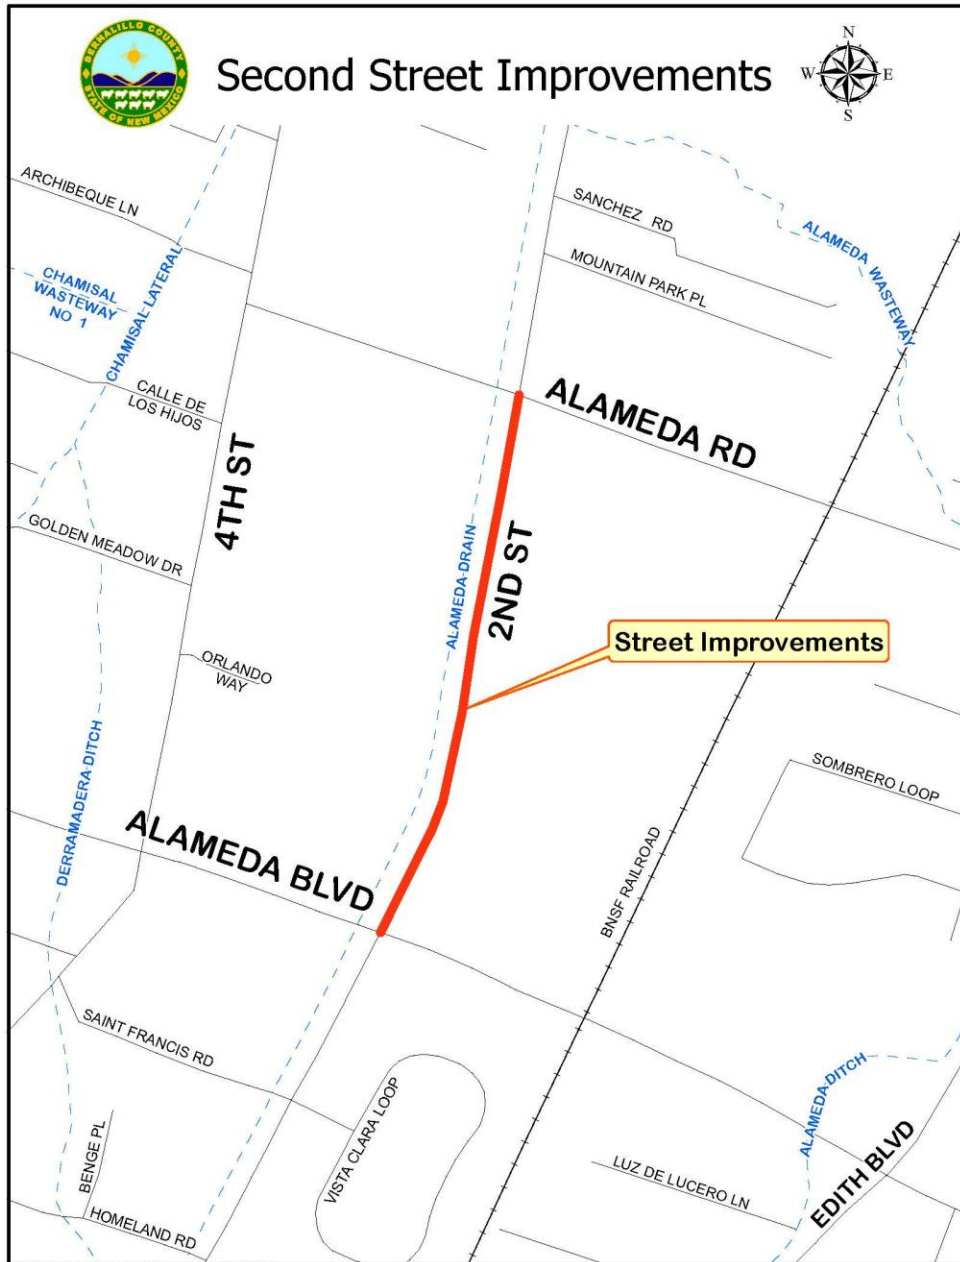 BERNALILLO COUNTY
STATE OF NEW MEXICO
Second Street Improvements
N
W
E
S
ARCHIBEQUE LN
SANCHEZ RD
MOUNTAIN PARK PL
ALAMEDA WASTEWAY
CHAMISAL
WASTEWAY
NO 1
CHAMISAL LATERAL
CALLE DE
LOS HIJOS
ALAMEDA RD
4TH ST
GOLDEN MEADOW DR
ALAMEDA DRAIN
2ND ST
Street Improvements
ORLANDO
WAY
DERRAMADERA DITCH
SOMBRERO LOOP
ALAMEDA BLVD
BNSF RAILROAD
SAINT FRANCIS RD
VISTA CLARA LOOP
ALAMEDA DITCH
BENGE PL
LUZ DE LUCERO LN
EDITH BLVD
HOMELAND RD